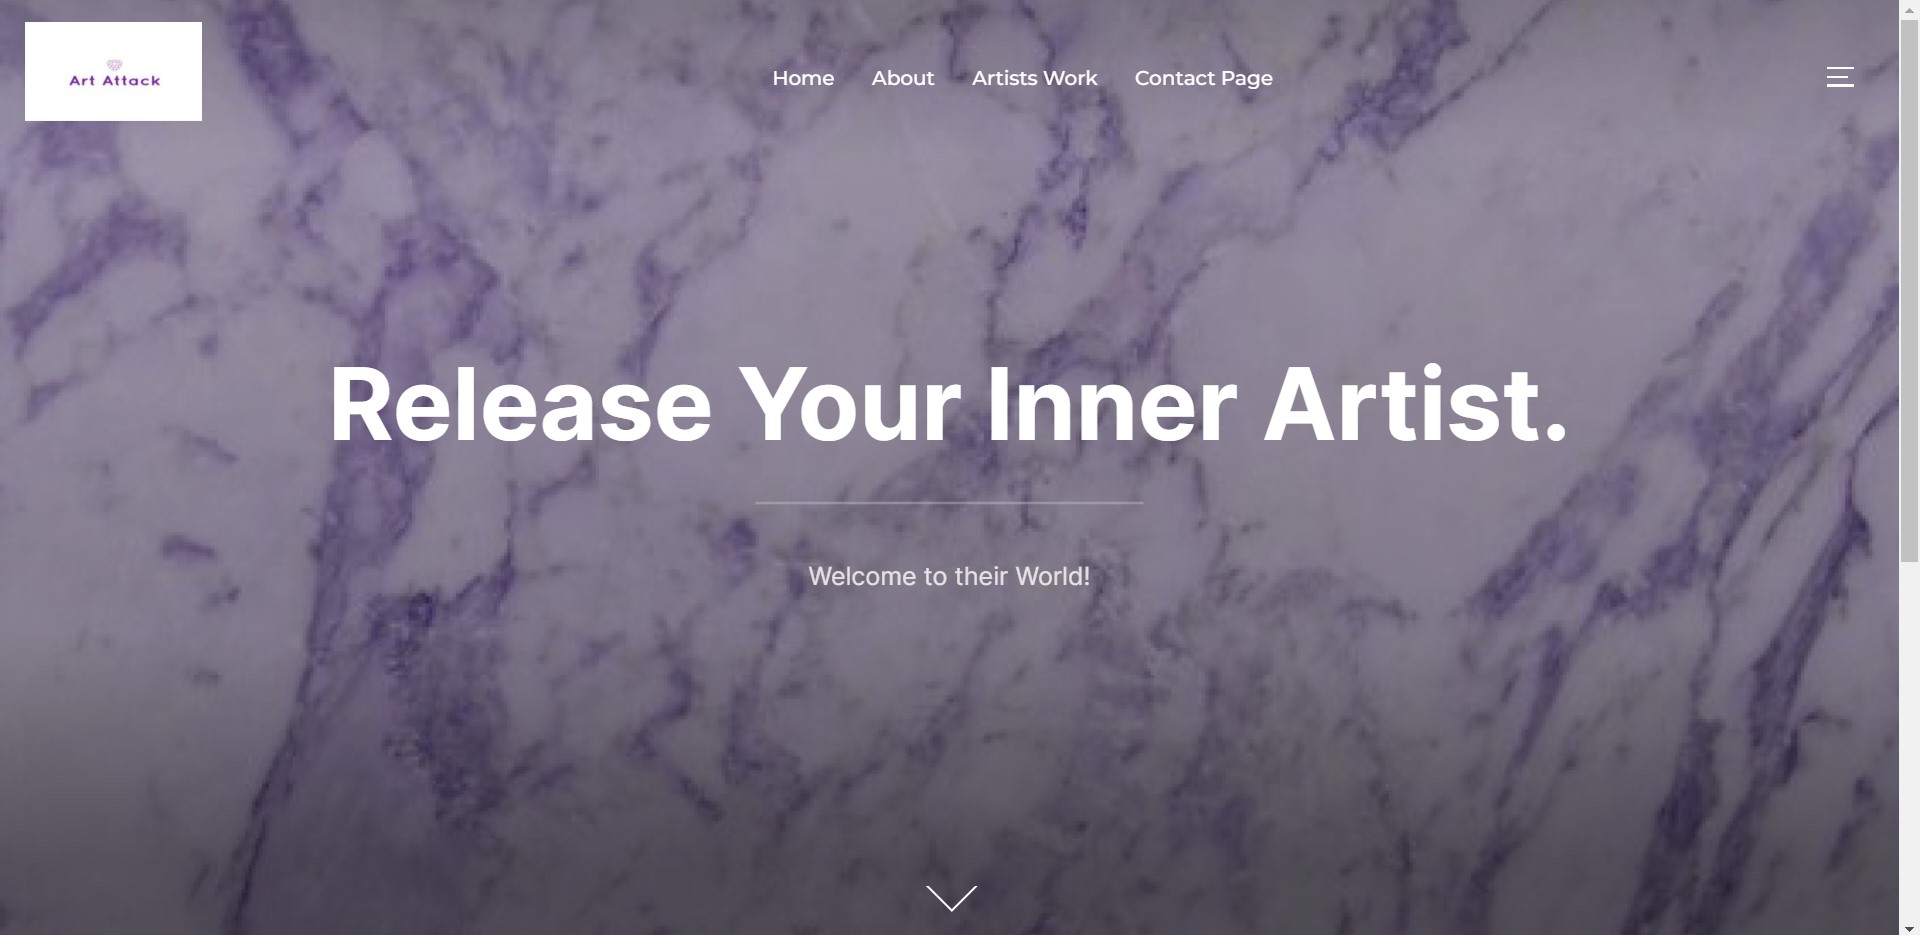 Art Attack
Home About Artists Work Contact Page
Release Your Inner Artist.
Welcome to their World!